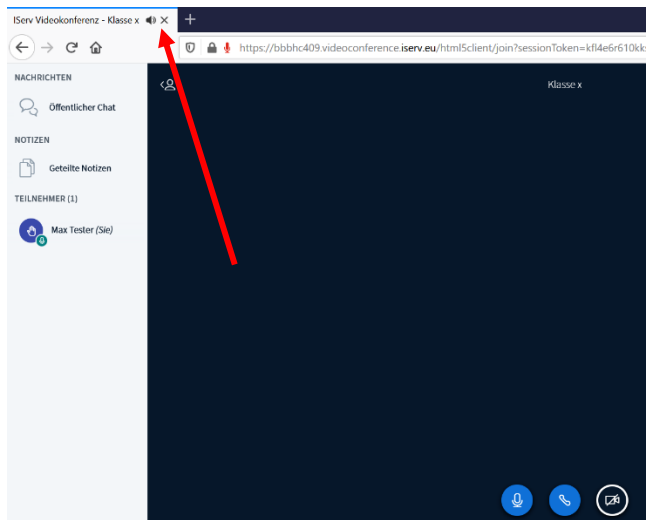 IServ Videokonferenz - Klasse x
https://bbbhc409.videoconference.iserv.eu/html5client/join?sessionToken=kfl4e6r610kk
NACHRICHTEN
Klasse x
Öffentlicher Chat
NOTIZEN
Geteilte Notizen
TEILNEHMER (1)
Max Tester (Sie)